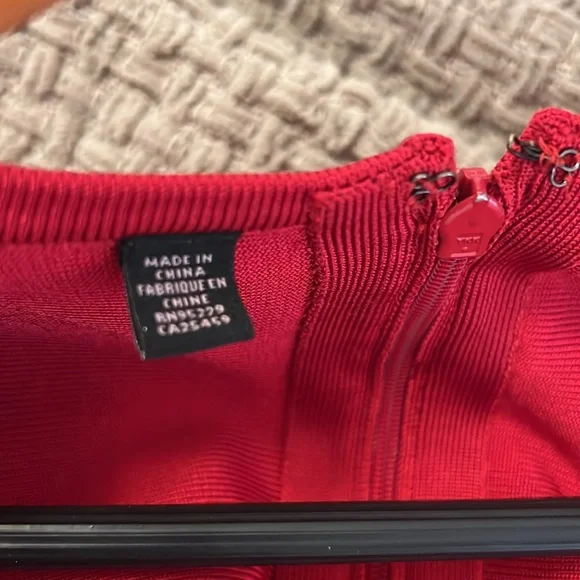 MADE IN
CHINA
FABRIQUE EN
CHINE
RN95229
CA25459